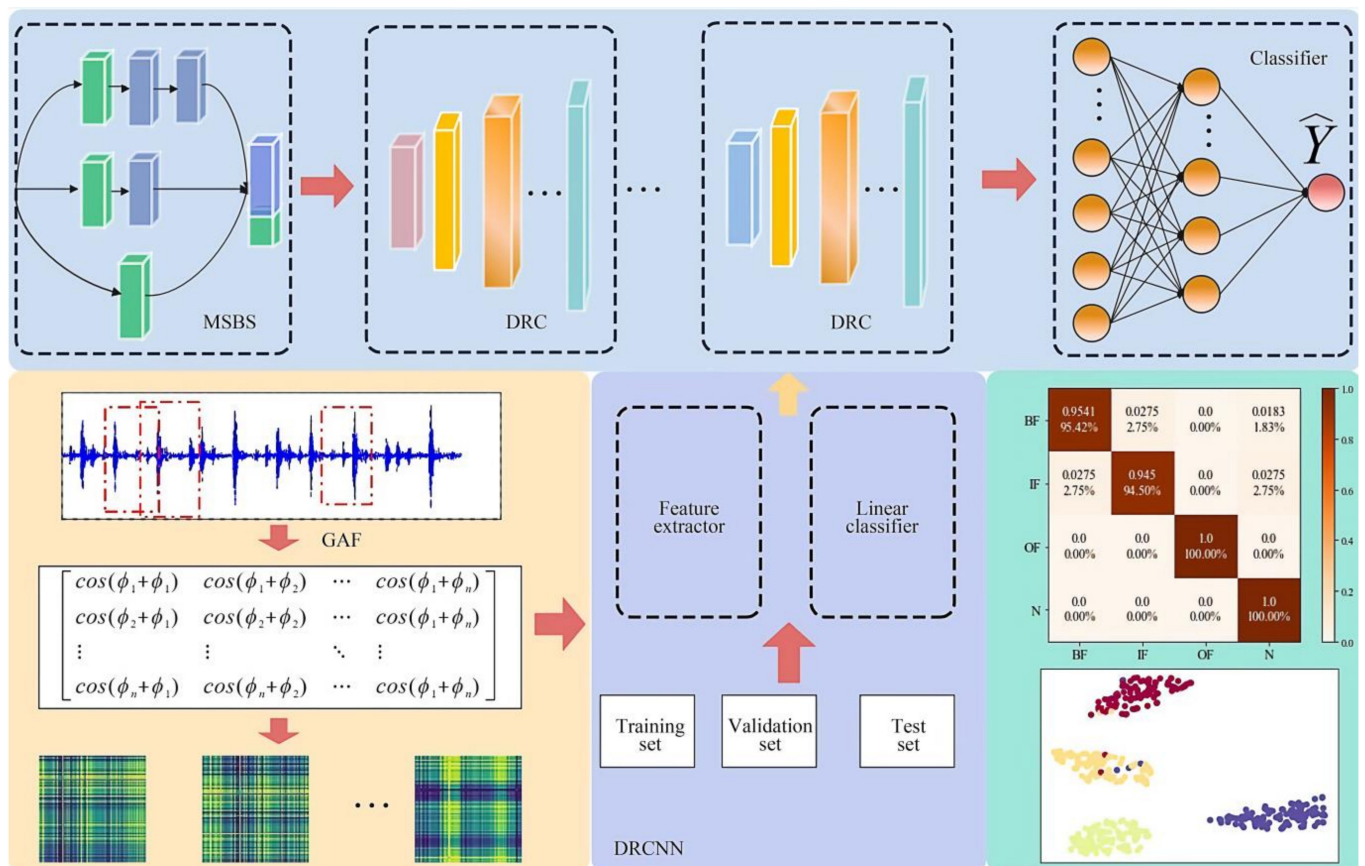 Classifier
Ŷ
MSBS
DRC
DRC
GAF
cos(ϕ₁+ϕ₁) cos(ϕ₁+ϕ₂) ⋯ cos(ϕ₁+ϕₙ)
cos(ϕ₂+ϕ₁) cos(ϕ₂+ϕ₂) ⋯ cos(ϕ₁+ϕₙ)
⋮ ⋮ ⋱ ⋮
cos(ϕₙ+ϕ₁) cos(ϕₙ+ϕ₂) ⋯ cos(ϕ₁+ϕₙ)
Feature
extractor
Linear
classifier
Training
set
Validation
set
Test
set
DRCNN
BF 0.9541 0.0275 0.0 0.0183
95.42% 2.75% 0.00% 1.83%
IF 0.0275 0.945 0.0 0.0275
2.75% 94.50% 0.00% 2.75%
OF 0.0 0.0 1.0 0.0
0.00% 0.00% 100.00% 0.00%
N 0.0 0.0 0.0 1.0
0.00% 0.00% 0.00% 100.00%
BF IF OF N
1.0
0.8
0.6
0.4
0.2
0.0